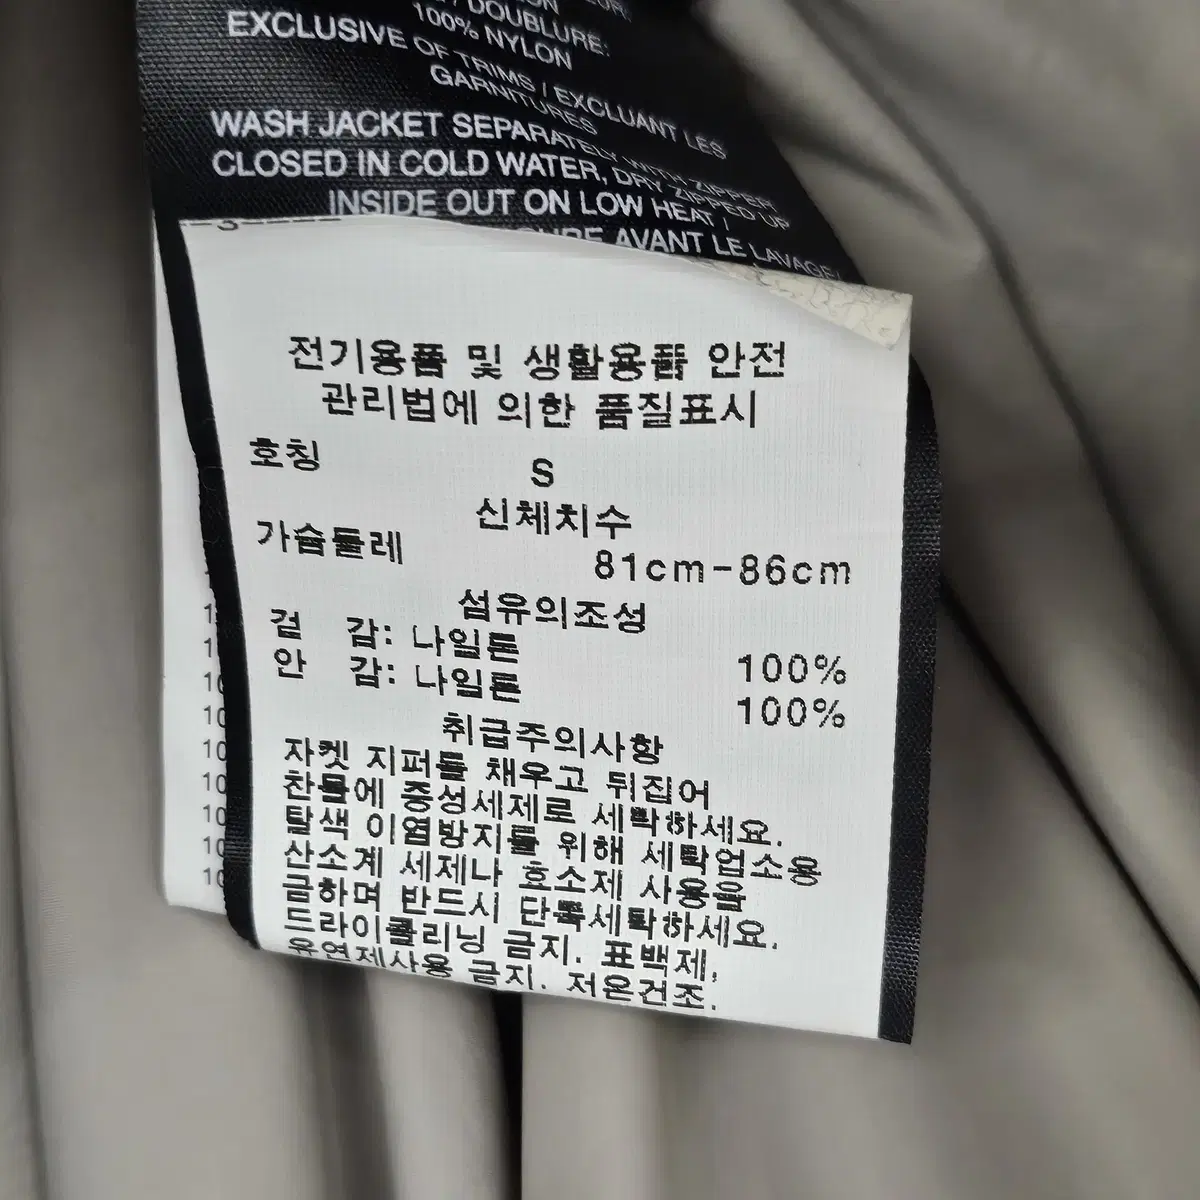 DOUBLURE:
100% NYLON
EXCLUSIVE OF TRIMS / EXCLUANT LES
GARNITURES
WASH JACKET SEPARATELY WITH ZIPPER
CLOSED IN COLD WATER, DRY ZIPPED UP
INSIDE OUT ON LOW HEAT /
AVANT LE LAVAGE
전기용품 및 생활용품 안전
관리법에 의한 품질표시
호칭 S
신체치수
가슴둘레 81cm-86cm
섬유의조성
겉 감: 나일론 100%
안 감: 나일론 100%
취급주의사항
자켓 지퍼를 채우고 뒤집어
찬물에 중성세제로 세탁하세요.
탈색 이염방지를 위해 세탁업소용
산소계 세제나 효소제 사용을
금하며 반드시 단독세탁하세요.
드라이클리닝 금지. 표백제,
유연제사용 금지. 저온건조.